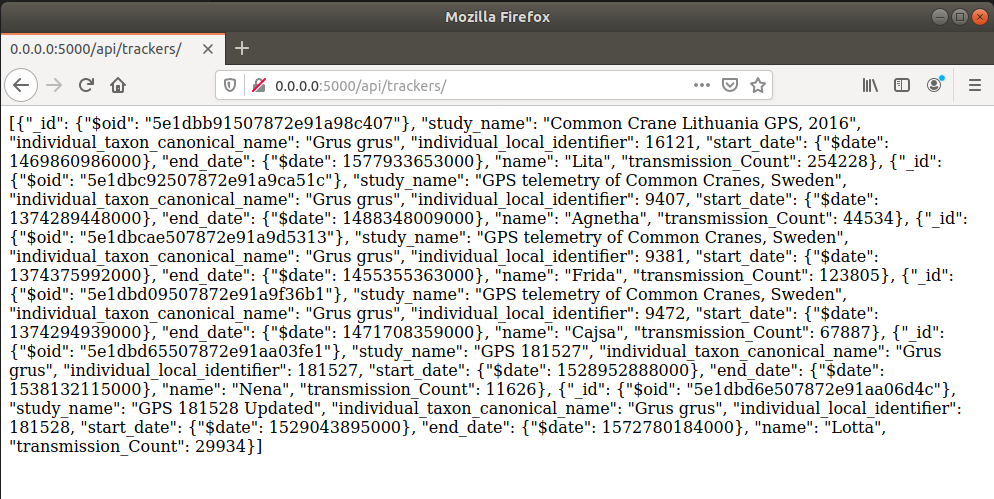 Mozilla Firefox
0.0.0.0:5000/api/trackers/
0.0.0.0:5000/api/trackers/
[{"_id": {"$oid": "5e1dbb91507872e91a98c407"}, "study_name": "Common Crane Lithuania GPS, 2016",
"individual_taxon_canonical_name": "Grus grus", "individual_local_identifier": 16121, "start_date": {"$date":
1469860986000}, "end_date": {"$date": 1577933653000}, "name": "Lita", "transmission_Count": 254228}, {"_id":
{"$oid": "5e1dbc92507872e91a9ca51c"}, "study_name": "GPS telemetry of Common Cranes, Sweden",
"individual_taxon_canonical_name": "Grus grus", "individual_local_identifier": 9407, "start_date": {"$date":
1374289448000}, "end_date": {"$date": 1488348009000}, "name": "Agnetha", "transmission_Count": 44534}, {"_id":
{"$oid": "5e1dbcae507872e91a9d5313"}, "study_name": "GPS telemetry of Common Cranes, Sweden",
"individual_taxon_canonical_name": "Grus grus", "individual_local_identifier": 9381, "start_date": {"$date":
1374375992000}, "end_date": {"$date": 1455355363000}, "name": "Frida", "transmission_Count": 123805}, {"_id":
{"$oid": "5e1dbd09507872e91a9f36b1"}, "study_name": "GPS telemetry of Common Cranes, Sweden",
"individual_taxon_canonical_name": "Grus grus", "individual_local_identifier": 9472, "start_date": {"$date":
1374294939000}, "end_date": {"$date": 1471708359000}, "name": "Cajsa", "transmission_Count": 67887}, {"_id":
{"$oid": "5e1dbd65507872e91aa03fe1"}, "study_name": "GPS 181527", "individual_taxon_canonical_name": "Grus
grus", "individual_local_identifier": 181527, "start_date": {"$date": 1528952888000}, "end_date": {"$date":
1538132115000}, "name": "Nena", "transmission_Count": 11626}, {"_id": {"$oid": "5e1dbd6e507872e91aa06d4c"},
"study_name": "GPS 181528 Updated", "individual_taxon_canonical_name": "Grus grus", "individual_local_identifier":
181528, "start_date": {"$date": 1529043895000}, "end_date": {"$date": 1572780184000}, "name": "Lotta",
"transmission_Count": 29934}]